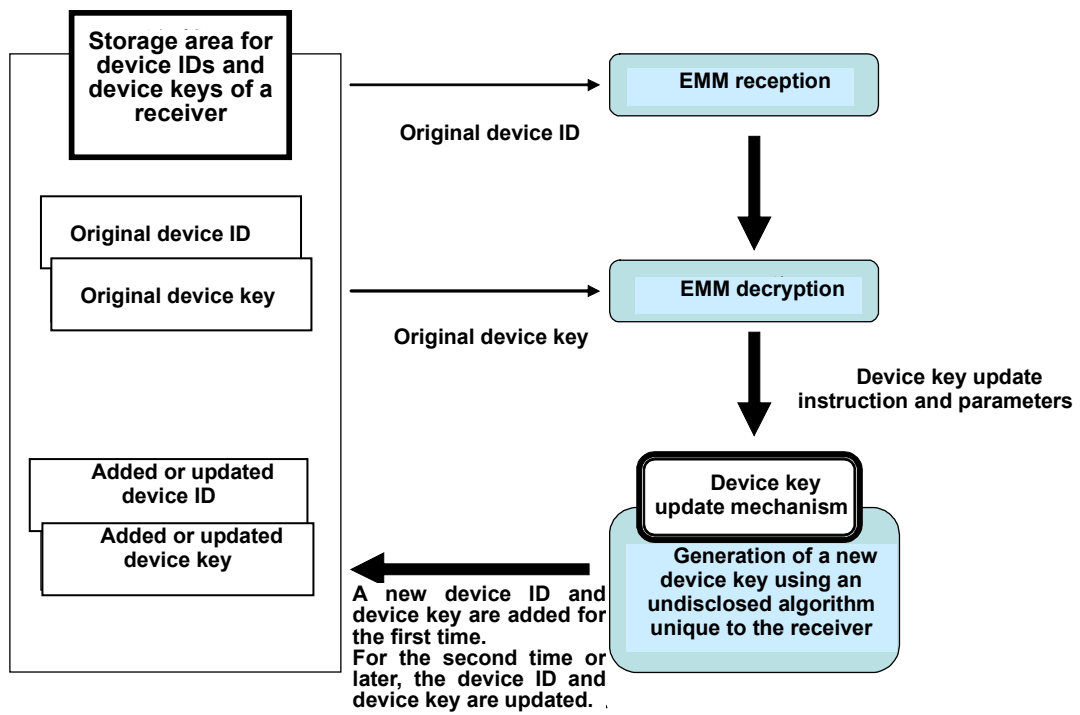 Storage area for
device IDs and
device keys of a
receiver
EMM reception
Original device ID
Original device ID
Original device key
EMM decryption
Original device key
Device key update
instruction and parameters
Added or updated
device ID
Added or updated
device key
Device key
update mechanism
Generation of a new
device key using an
undisclosed algorithm
unique to the receiver
A new device ID and
device key are added for
the first time.
For the second time or
later, the device ID and
device key are updated.